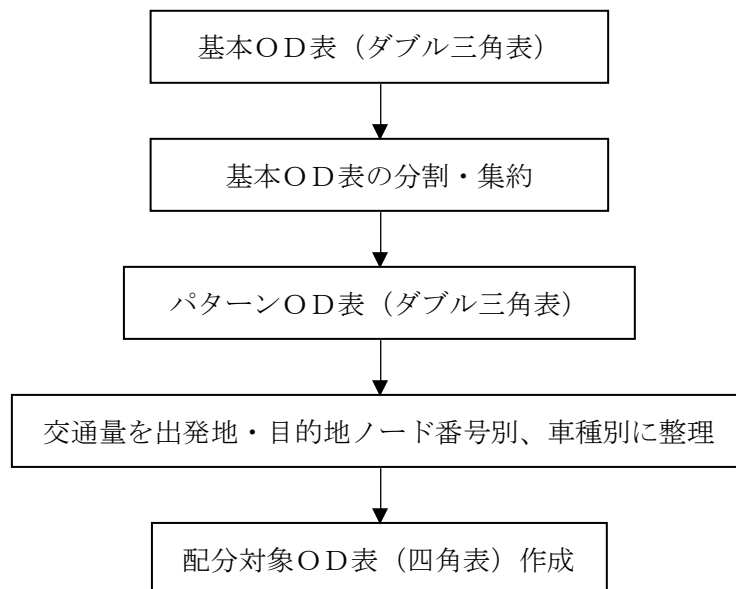 基本ＯＤ表（ダブル三角表）
基本ＯＤ表の分割・集約
パターンＯＤ表（ダブル三角表）
交通量を出発地・目的地ノード番号別、車種別に整理
配分対象ＯＤ表（四角表）作成